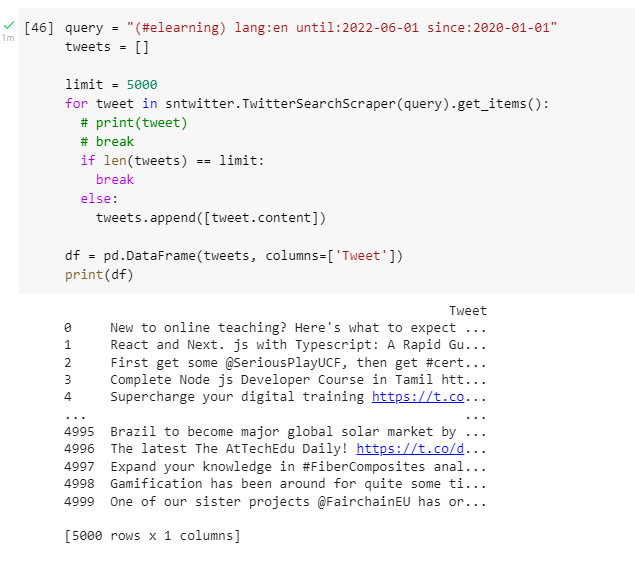 [46] query = "(#elearning) lang:en until:2022-06-01 since:2020-01-01"
1m
tweets = []
limit = 5000
for tweet in sntwitter.TwitterSearchScraper(query).get_items():
# print(tweet)
# break
if len(tweets) == limit:
break
else:
tweets.append([tweet.content])
df = pd.DataFrame(tweets, columns=['Tweet'])
print(df)
Tweet
0 New to online teaching? Here's what to expect ...
1 React and Next. js with Typescript: A Rapid Gu...
2 First get some @SeriousPlayUCF, then get #cert...
3 Complete Node js Developer Course in Tamil htt...
4 Supercharge your digital training https://t.co...
... ...
4995 Brazil to become major global solar market by ...
4996 The latest The AtTechEdu Daily! https://t.co/d...
4997 Expand your knowledge in #FiberComposites anal...
4998 Gamification has been around for quite some ti...
4999 One of our sister projects @FairchainEU has or...
[5000 rows x 1 columns]